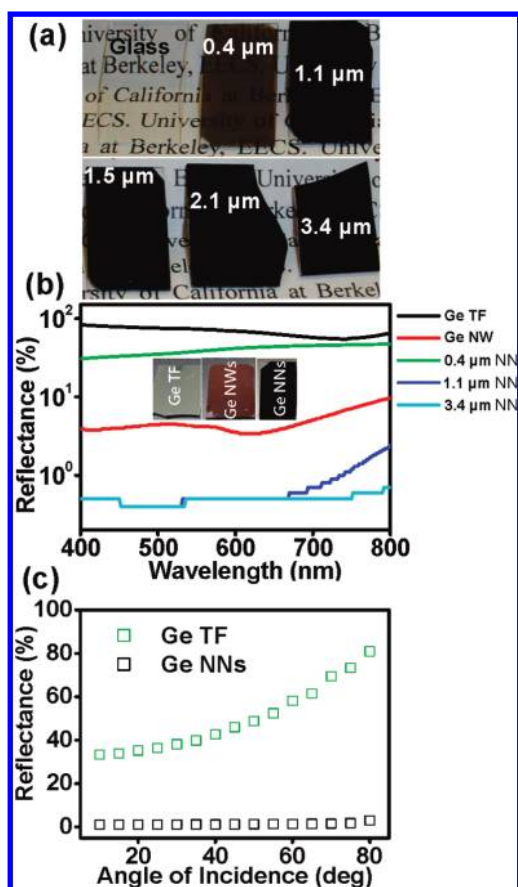 (a)
Glass
0.4 µm
1.1 µm
at Berkeley, EECS.
of California at Ber
EECS. University of
a at Berkeley, EECS. Unive
1.5 µm
2.1 µm
3.4 µm
University of California at Berkel
(b)
Reflectance (%)
10²
10¹
10⁰
Ge TF
Ge NWs
Ge NNs
400
500
600
700
800
Wavelength (nm)
Ge TF
Ge NW
0.4 µm NN
1.1 µm NN
3.4 µm NN
(c)
Reflectance (%)
100
80
60
40
20
0
Ge TF
Ge NNs
20
40
60
80
Angle of Incidence (deg)